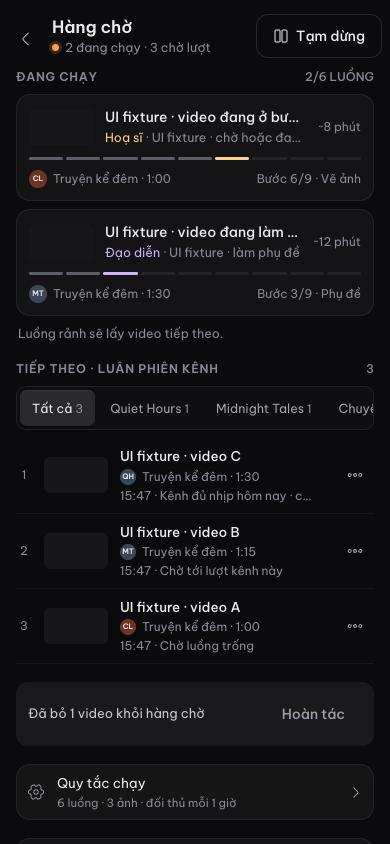 Hàng chờ
2 đang chạy · 3 chờ lượt
Tạm dừng
ĐANG CHẠY
2/6 LUỒNG
UI fixture · video đang ở bư...
~8 phút
Hoạ sĩ · UI fixture · chờ hoặc đa...
CL Truyện kể đêm · 1:00
Bước 6/9 · Vẽ ảnh
UI fixture · video đang làm ...
~12 phút
Đạo diễn · UI fixture · làm phụ đề
MT Truyện kể đêm · 1:30
Bước 3/9 · Phụ đề
Luồng rảnh sẽ lấy video tiếp theo.
TIẾP THEO · LUÂN PHIÊN KÊNH
3
Tất cả 3 Quiet Hours 1 Midnight Tales 1 Chuyệ
1
UI fixture · video C
QH Truyện kể đêm · 1:30
15:47 · Kênh đủ nhịp hôm nay · c...
2
UI fixture · video B
MT Truyện kể đêm · 1:15
15:47 · Chờ tới lượt kênh này
3
UI fixture · video A
CL Truyện kể đêm · 1:00
15:47 · Chờ luồng trống
Đã bỏ 1 video khỏi hàng chờ
Hoàn tác
Quy tắc chạy
6 luồng · 3 ảnh · đối thủ mỗi 1 giờ